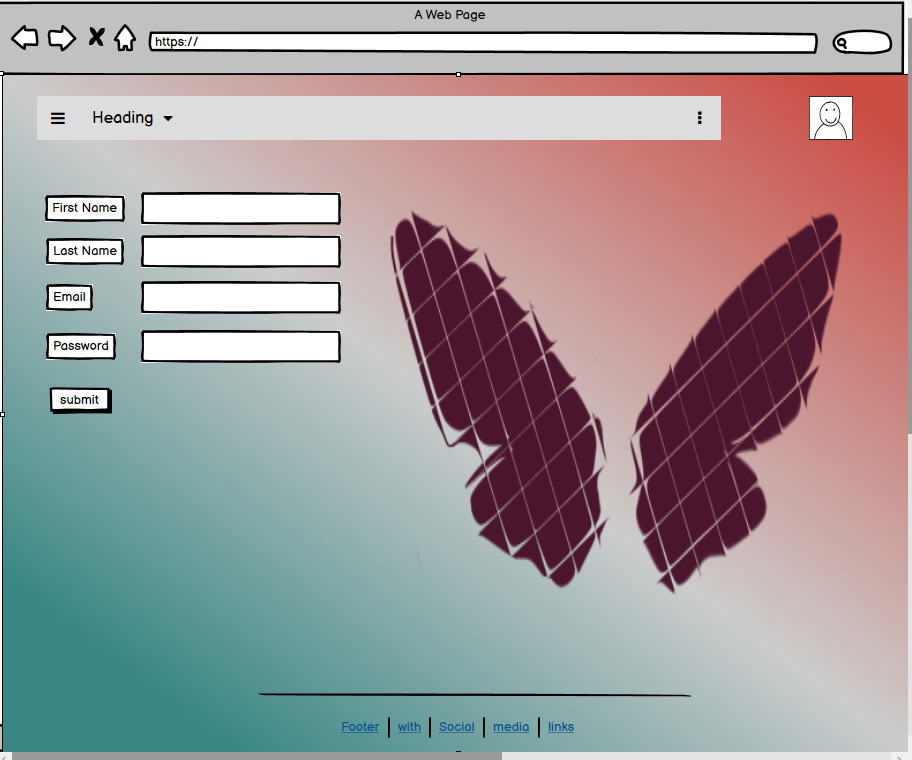 A Web Page
https://
Heading
First Name
Last Name
Email
Password
submit
Footer with Social media links